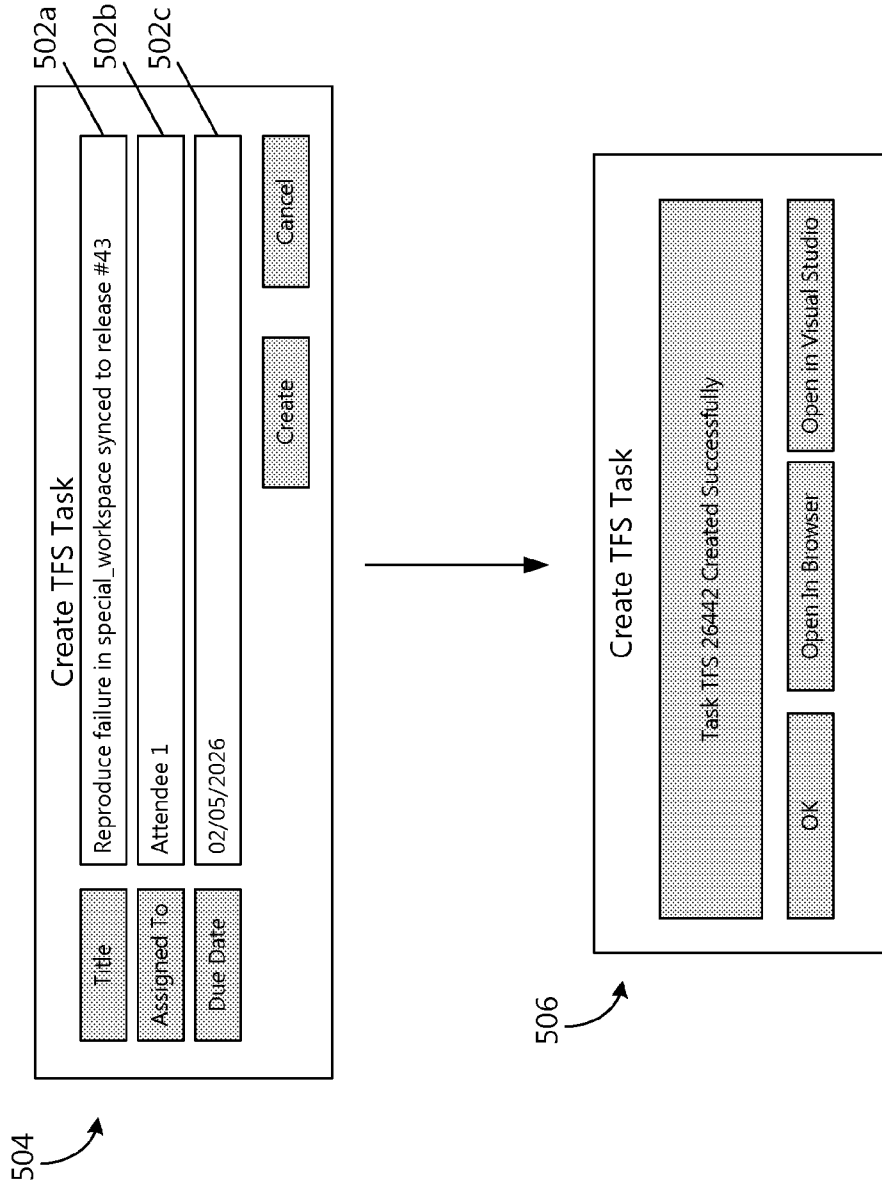 504
Create TFS Task
Title
Reproduce failure in special_workspace synced to release #43
502a
Assigned To
Attendee 1
502b
Due Date
02/05/2026
502c
Create
Cancel
506
Create TFS Task
Task TFS 26442 Created Successfully
OK
Open In Browser
Open in Visual Studio